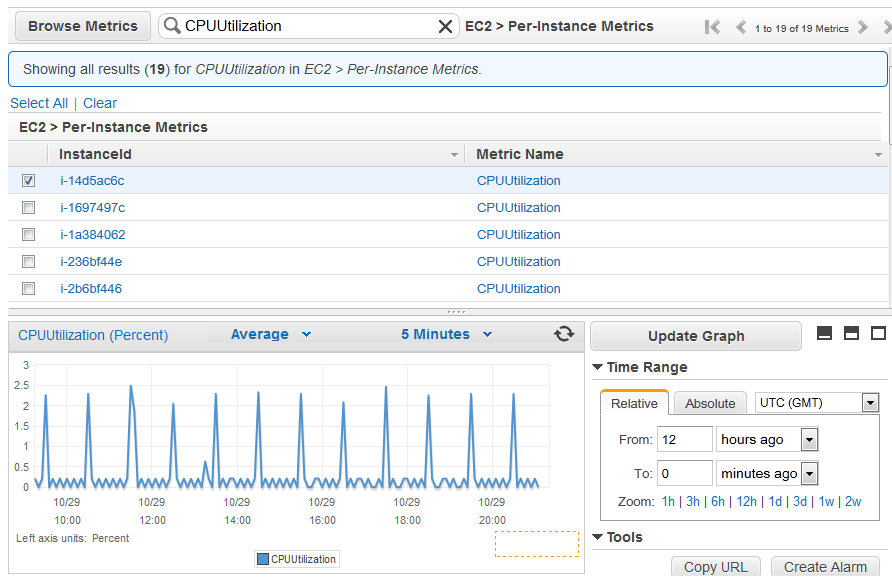 Browse Metrics CPUUtilization EC2 > Per-Instance Metrics 1 to 19 of 19 Metrics
Showing all results (19) for CPUUtilization in EC2 > Per-Instance Metrics.
Select All | Clear
EC2 > Per-Instance Metrics
InstanceId Metric Name
i-14d5ac6c CPUUtilization
i-1697497c CPUUtilization
i-1a384062 CPUUtilization
i-236bf44e CPUUtilization
i-2b6bf446 CPUUtilization
CPUUtilization (Percent) Average 5 Minutes
3
2.5
2
1.5
1
0.5
0
10/29 10/29 10/29 10/29 10/29 10/29
10:00 12:00 14:00 16:00 18:00 20:00
Left axis units: Percent
CPUUtilization
Update Graph
Time Range
Relative Absolute UTC (GMT)
From: 12 hours ago
To: 0 minutes ago
Zoom: 1h | 3h | 6h | 12h | 1d | 3d | 1w | 2w
Tools
Copy URL Create Alarm